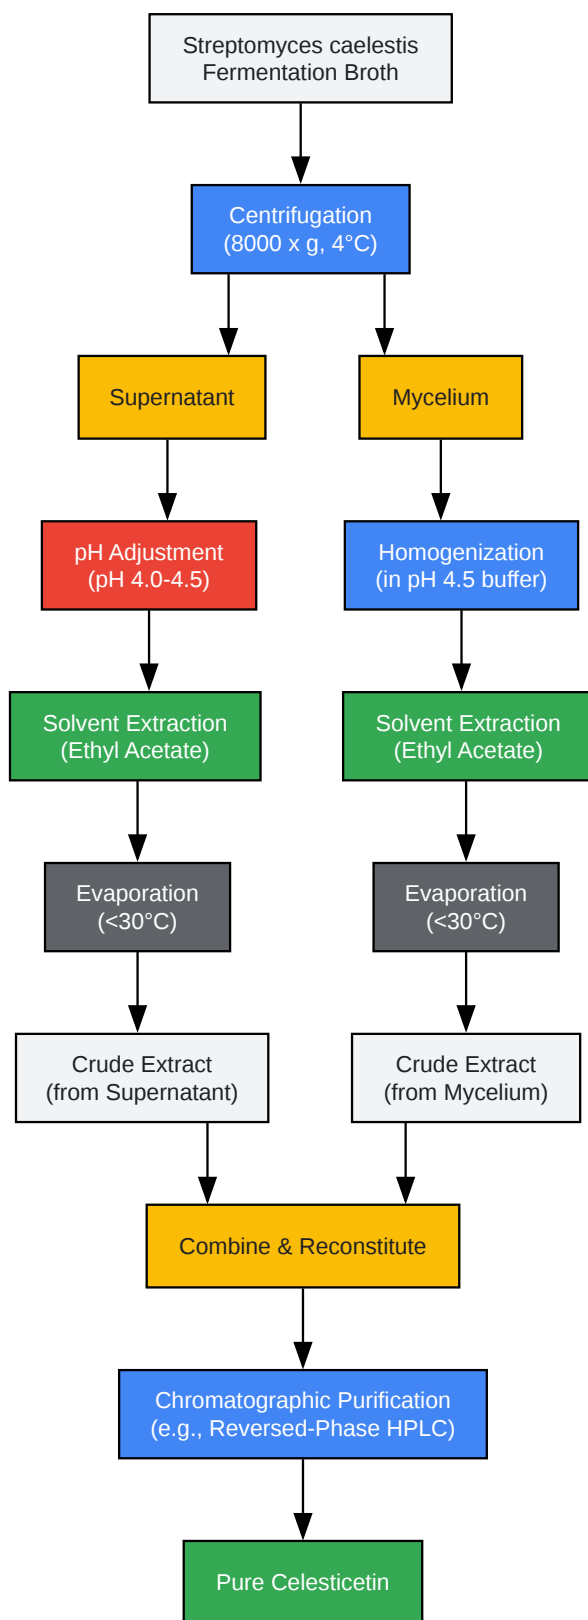 Streptomyces caelestis
Fermentation Broth
Centrifugation
(8000 x g, 4°C)
Supernatant
Mycelium
pH Adjustment
(pH 4.0-4.5)
Homogenization
(in pH 4.5 buffer)
Solvent Extraction
(Ethyl Acetate)
Solvent Extraction
(Ethyl Acetate)
Evaporation
(<30°C)
Evaporation
(<30°C)
Crude Extract
(from Supernatant)
Crude Extract
(from Mycelium)
Combine & Reconstitute
Chromatographic Purification
(e.g., Reversed-Phase HPLC)
Pure Celesticetin